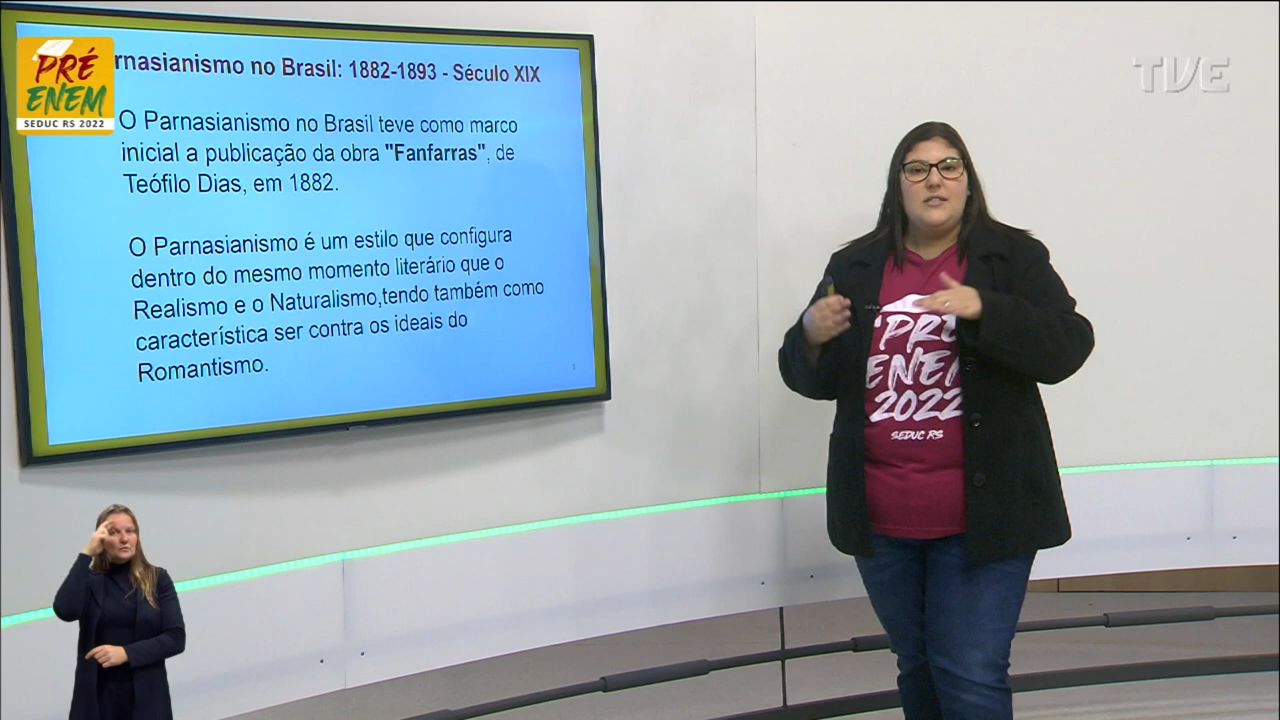 PRÉ
ENEM
SEDUC RS 2022
rnasianismo no Brasil: 1882-1893 - Século XIX
O Parnasianismo no Brasil teve como marco
inicial a publicação da obra "Fanfarras", de
Teófilo Dias, em 1882.
O Parnasianismo é um estilo que configura
dentro do mesmo momento literário que o
Realismo e o Naturalismo,tendo também como
característica ser contra os ideais do
Romantismo.
TVE
PRÉ
ENEM
2022
SEDUC RS